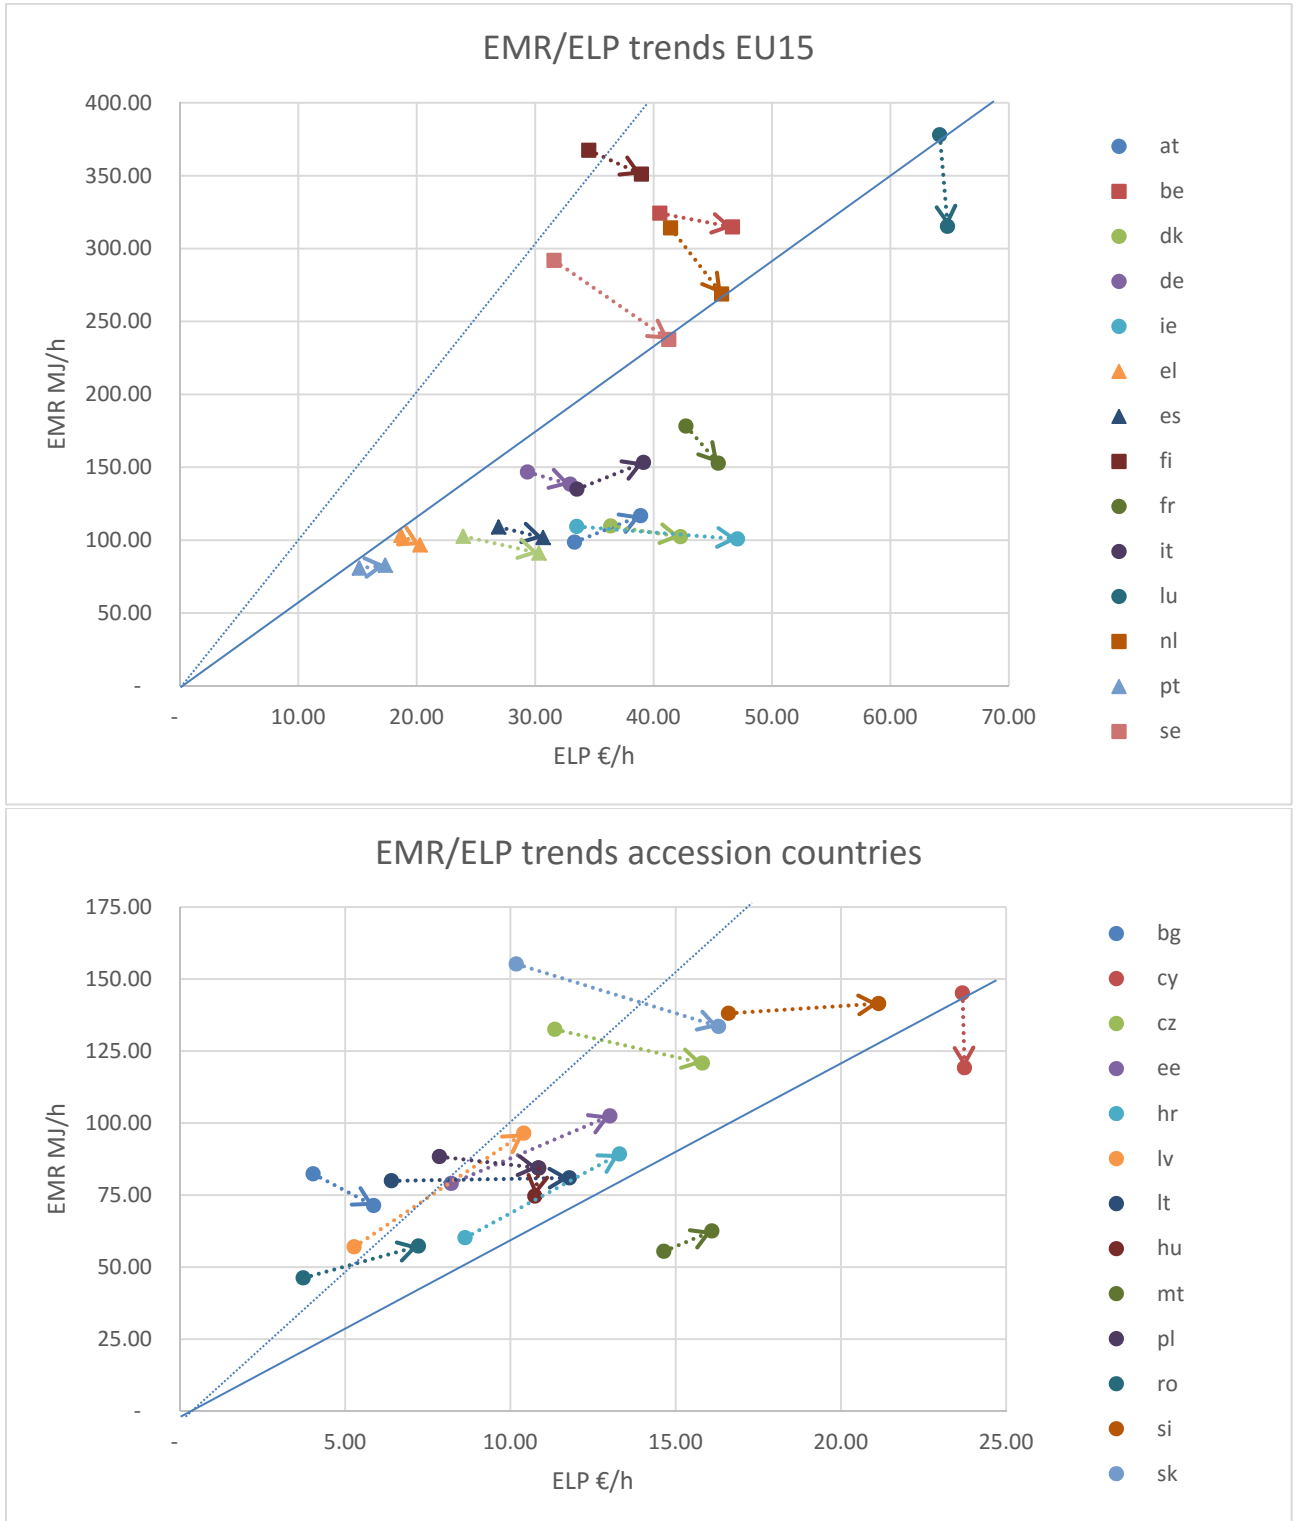 EMR/ELP trends EU15
400.00
350.00
300.00
250.00
200.00
150.00
100.00
50.00
-
EMR MJ/h
-
10.00
20.00
30.00
40.00
50.00
60.00
70.00
ELP €/h
at
be
dk
de
ie
el
es
fi
fr
it
lu
nl
pt
se
EMR/ELP trends accession countries
175.00
150.00
125.00
100.00
75.00
50.00
25.00
-
EMR MJ/h
-
5.00
10.00
15.00
20.00
25.00
ELP €/h
bg
cy
cz
ee
hr
lv
lt
hu
mt
pl
ro
si
sk